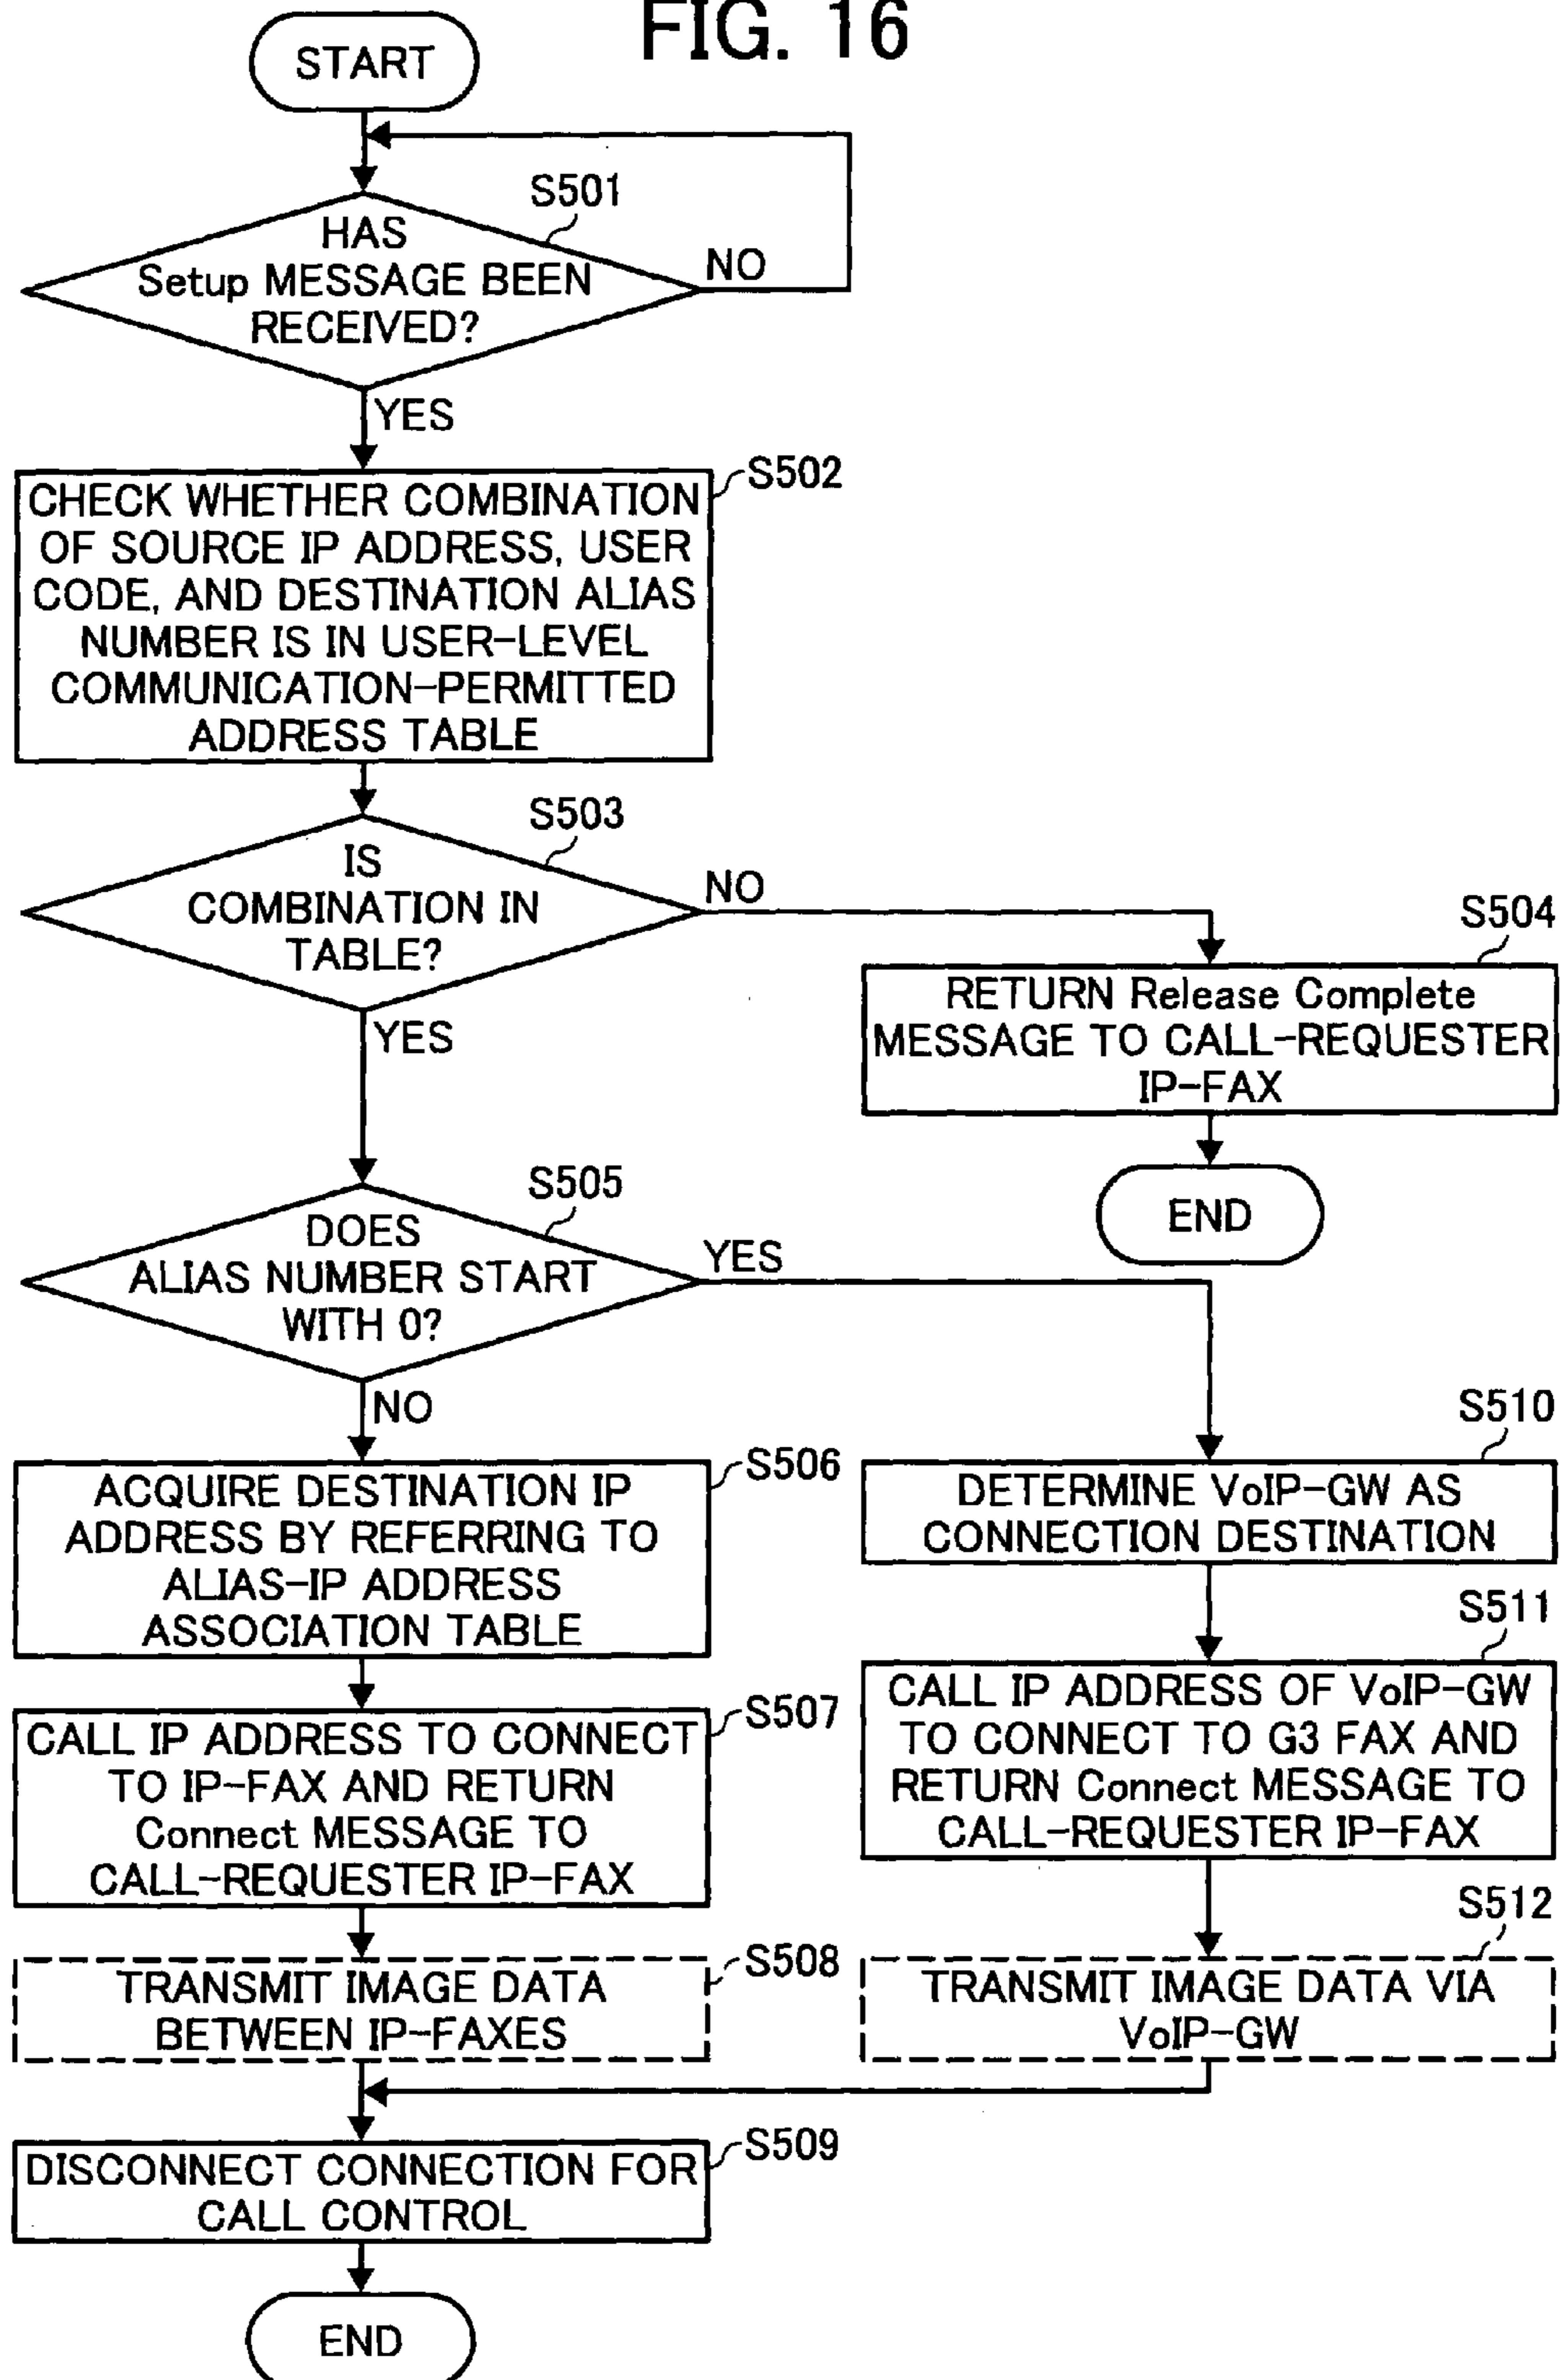 FIG. 16
START
S501
HAS
Setup MESSAGE BEEN
RECEIVED?
NO
YES
S502
CHECK WHETHER COMBINATION
OF SOURCE IP ADDRESS, USER
CODE, AND DESTINATION ALIAS
NUMBER IS IN USER-LEVEL
COMMUNICATION-PERMITTED
ADDRESS TABLE
S503
IS
COMBINATION IN
TABLE?
NO
YES
S504
RETURN Release Complete
MESSAGE TO CALL-REQUESTER
IP-FAX
END
S505
DOES
ALIAS NUMBER START
WITH 0?
YES
NO
S506
ACQUIRE DESTINATION IP
ADDRESS BY REFERRING TO
ALIAS-IP ADDRESS
ASSOCIATION TABLE
S507
CALL IP ADDRESS TO CONNECT
TO IP-FAX AND RETURN
Connect MESSAGE TO
CALL-REQUESTER IP-FAX
S508
TRANSMIT IMAGE DATA
BETWEEN IP-FAXES
S510
DETERMINE VoIP-GW AS
CONNECTION DESTINATION
S511
CALL IP ADDRESS OF VoIP-GW
TO CONNECT TO G3 FAX AND
RETURN Connect MESSAGE TO
CALL-REQUESTER IP-FAX
S512
TRANSMIT IMAGE DATA VIA
VoIP-GW
S509
DISCONNECT CONNECTION FOR
CALL CONTROL
END